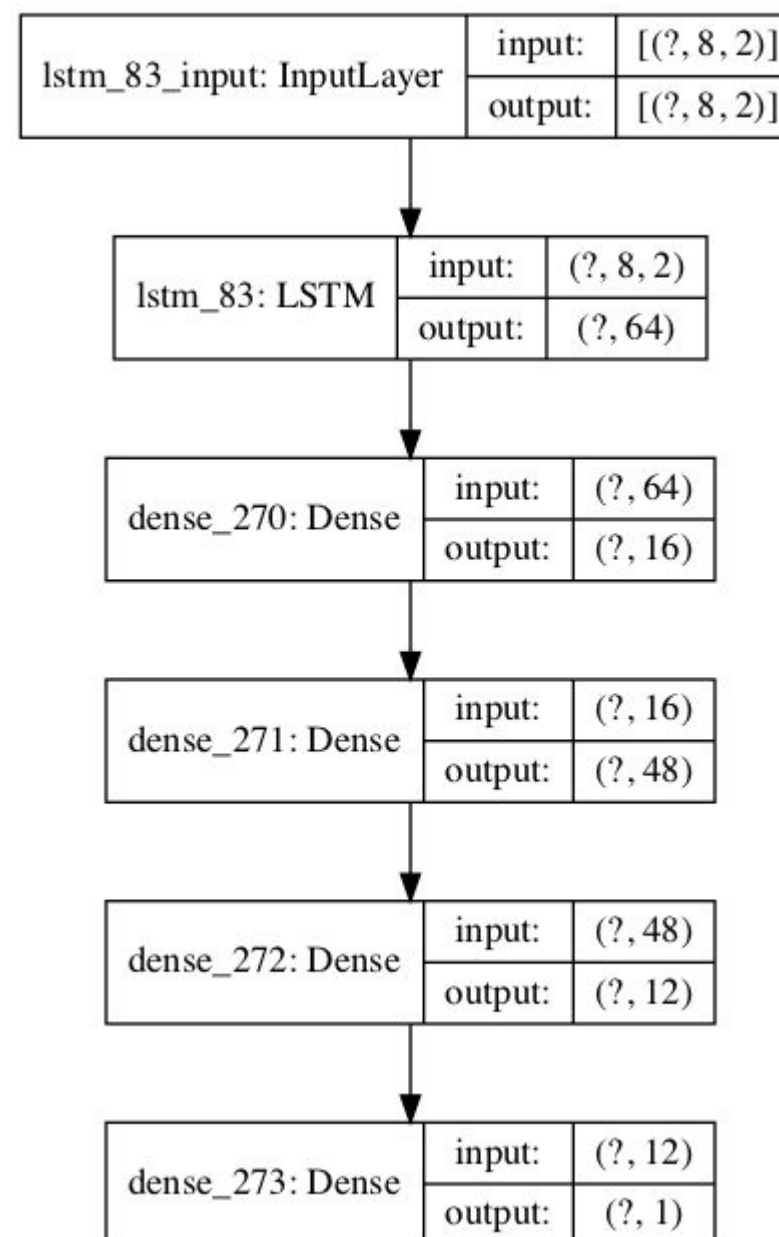 lstm_83_input: InputLayer
input: [(?, 8, 2)]
output: [(?, 8, 2)]
lstm_83: LSTM
input: (?, 8, 2)
output: (?, 64)
dense_270: Dense
input: (?, 64)
output: (?, 16)
dense_271: Dense
input: (?, 16)
output: (?, 48)
dense_272: Dense
input: (?, 48)
output: (?, 12)
dense_273: Dense
input: (?, 12)
output: (?, 1)